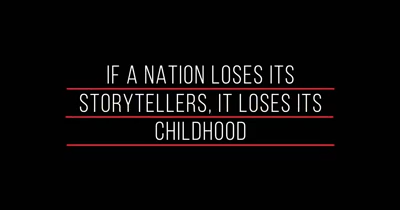 IF A NATION LOSES ITS
STORYTELLERS, IT LOSES ITS
CHILDHOOD